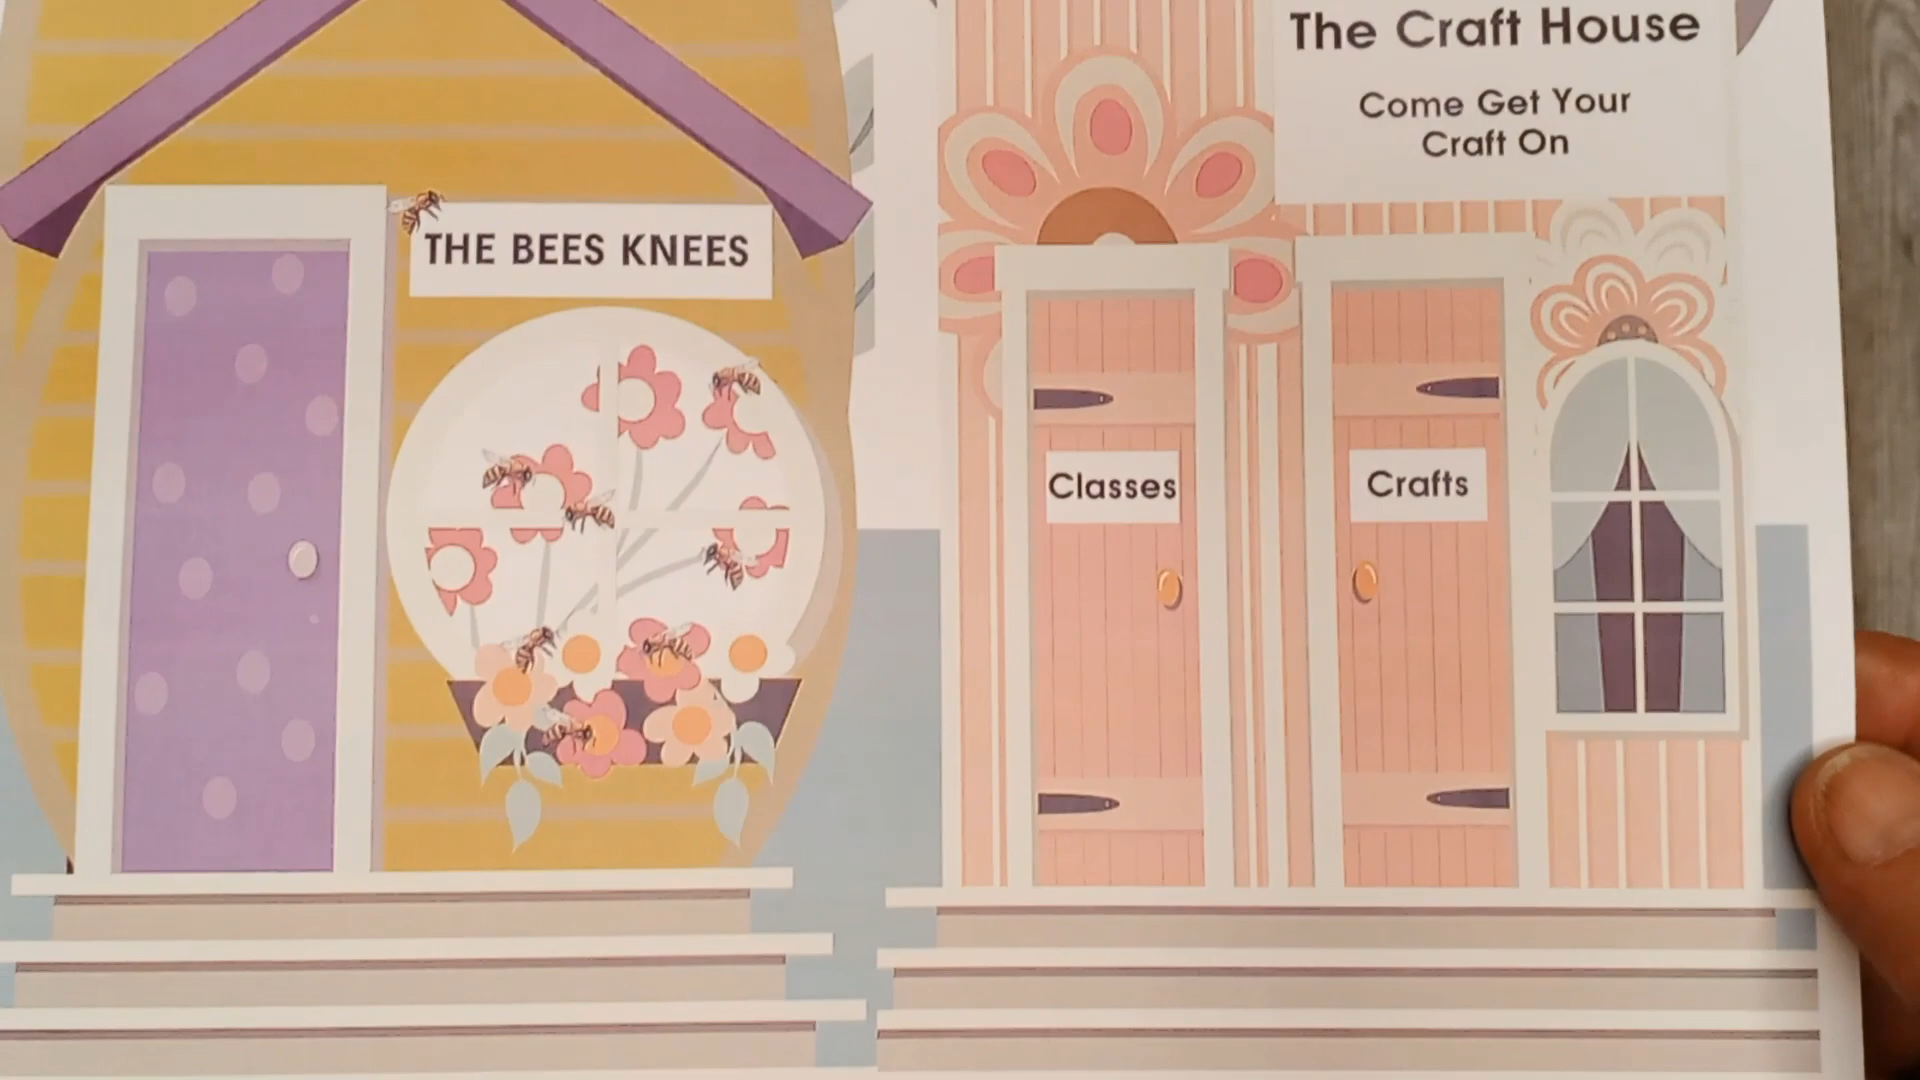 THE BEES KNEES
The Craft House
Come Get Your
Craft On
Classes
Crafts